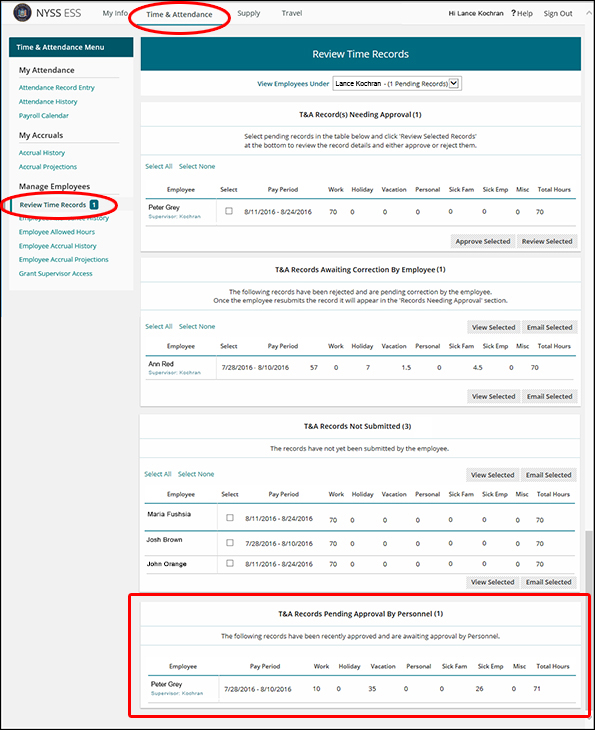 NYSS ESS My Info Time & Attendance Supply Travel Hi Lance Kochran ? Help Sign Out
Time & Attendance Menu
My Attendance
Attendance Record Entry
Attendance History
Payroll Calendar
My Accruals
Accrual History
Accrual Projections
Manage Employees
Review Time Records 1
Employee Attendance History
Employee Allowed Hours
Employee Accrual History
Employee Accrual Projections
Grant Supervisor Access
Review Time Records
View Employees Under Lance Kochran - (1 Pending Records)
T&A Record(s) Needing Approval (1)
Select pending records in the table below and click 'Review Selected Records'
at the bottom to review the record details and either approve or reject them.
Select All Select None
Employee Select Pay Period Work Holiday Vacation Personal Sick Fam Sick Emp Misc Total Hours
Peter Grey 8/11/2016 - 8/24/2016 70 0 0 0 0 0 0 70
Supervisor: Kochran
Approve Selected Review Selected
T&A Records Awaiting Correction By Employee (1)
The following records have been rejected and are pending correction by the employee.
Once the employee resubmits the record it will appear in the 'Records Needing Approval' section.
View Selected Email Selected
Select All Select None
Employee Select Pay Period Work Holiday Vacation Personal Sick Fam Sick Emp Misc Total Hours
Ann Red 7/28/2016 - 8/10/2016 57 0 7 1.5 0 4.5 0 70
Supervisor: Kochran
View Selected Email Selected
T&A Records Not Submitted (3)
The records have not yet been submitted by the employee.
Select All Select None View Selected Email Selected
Employee Select Pay Period Work Holiday Vacation Personal Sick Fam Sick Emp Misc Total Hours
Maria Fushsia 8/11/2016 - 8/24/2016 70 0 0 0 0 0 0 70
Josh Brown 7/28/2016 - 8/10/2016 70 0 0 0 0 0 0 70
John Orange 8/11/2016 - 8/24/2016 70 0 0 0 0 0 0 70
View Selected Email Selected
T&A Records Pending Approval By Personnel (1)
The following records have been recently approved and are awaiting approval by Personnel.
Employee Pay Period Work Holiday Vacation Personal Sick Fam Sick Emp Misc Total Hours
Peter Grey 7/28/2016 - 8/10/2016 10 0 35 0 0 26 0 71
Supervisor: Kochran